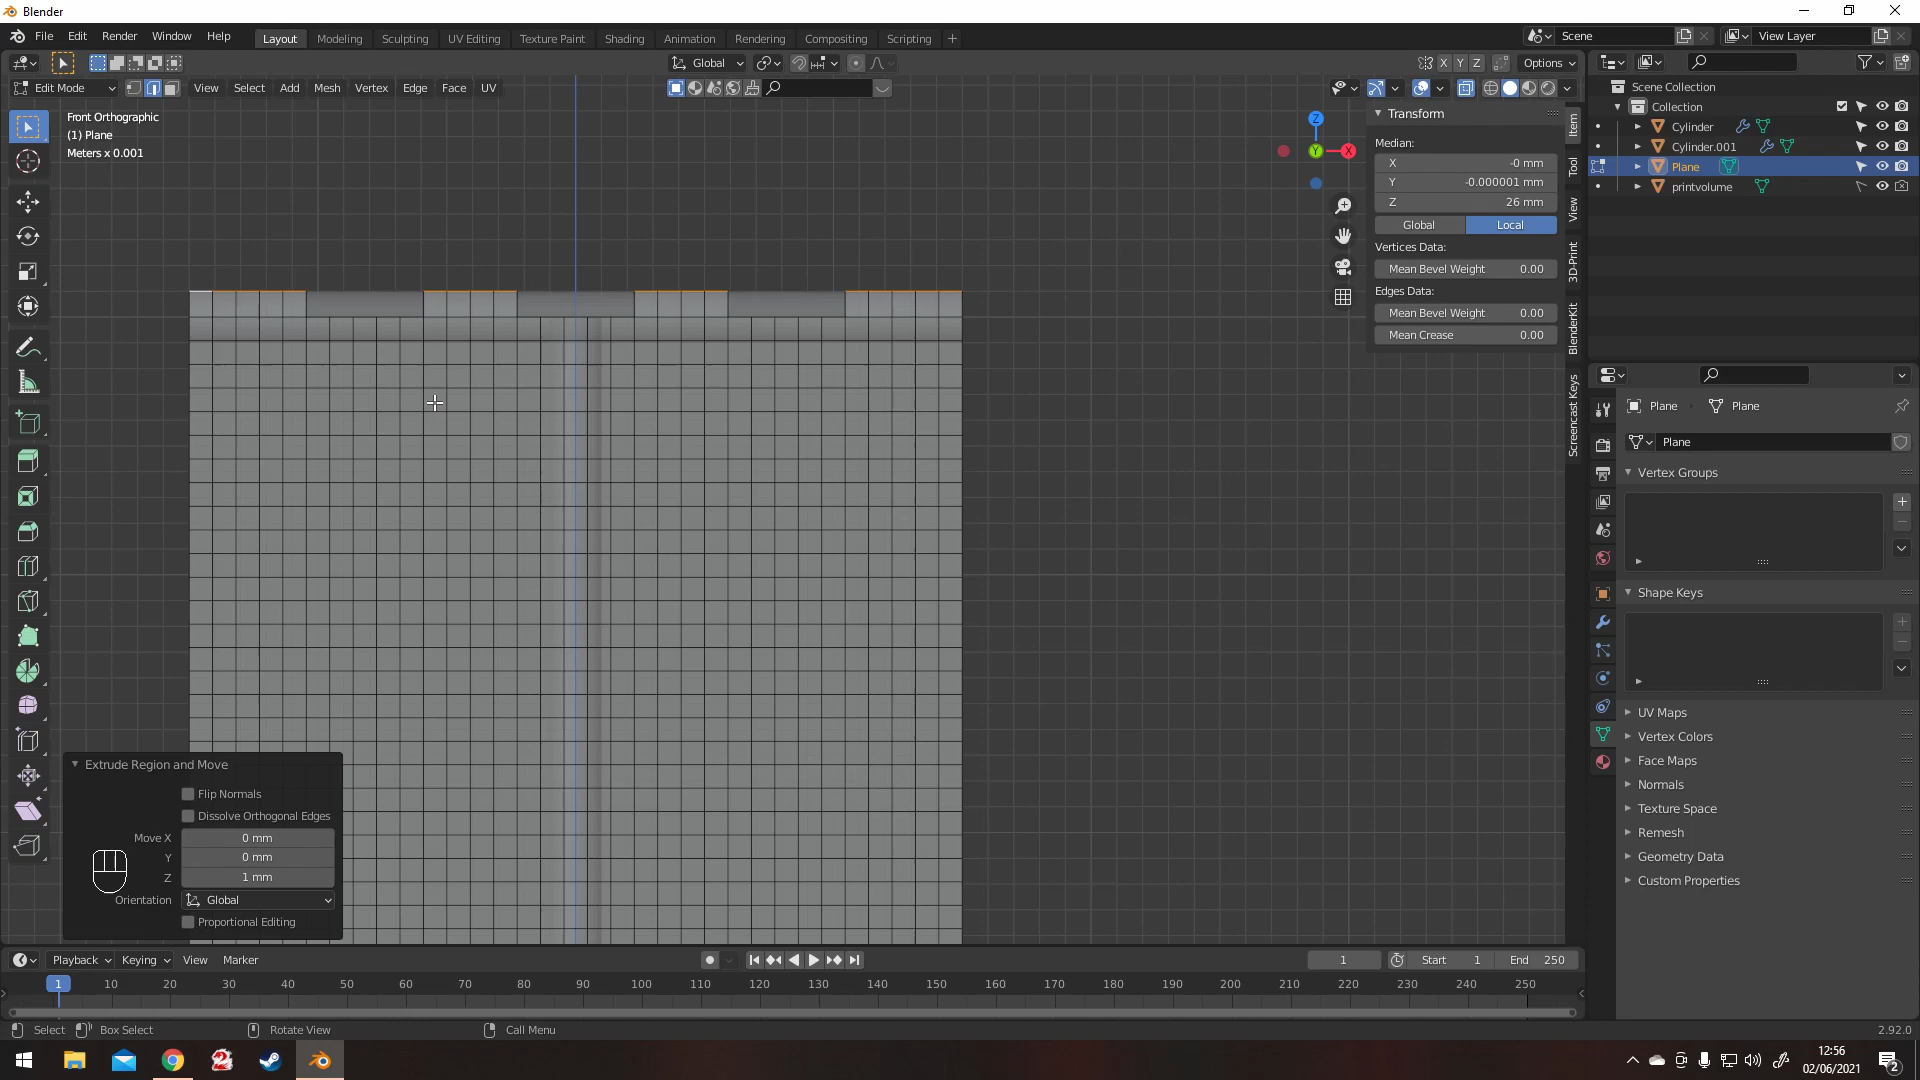 Blender
File Edit Render Window Help
Layout Modeling Sculpting UV Editing Texture Paint Shading Animation Rendering Compositing Scripting +
Scene View Layer
Global X Y Z Options
Edit Mode View Select Add Mesh Vertex Edge Face UV
Front Orthographic
(1) Plane
Meters x 0.001
Z
Y X
Transform
Median:
X -0 mm
Y -0.000001 mm
Z 26 mm
Global Local
Vertices Data:
Mean Bevel Weight 0.00
Edges Data:
Mean Bevel Weight 0.00
Mean Crease 0.00
Item
Tool
View
3D-Print
BlenderKit
Screencast Keys
Scene Collection
Collection
Cylinder
Cylinder.001
Plane
printvolume
Plane Plane
Plane
Vertex Groups
Shape Keys
UV Maps
Vertex Colors
Face Maps
Normals
Texture Space
Remesh
Geometry Data
Custom Properties
Extrude Region and Move
Flip Normals
Dissolve Orthogonal Edges
Move X 0 mm
Y 0 mm
Z 1 mm
Orientation Global
Proportional Editing
Playback Keying View Marker 1 Start 1 End 250
1 10 20 30 40 50 60 70 80 90 100 110 120 130 140 150 160 170 180 190 200 210 220 230 240 250
Select Box Select Rotate View Call Menu 2.92.0
12:56
02/06/2021
2